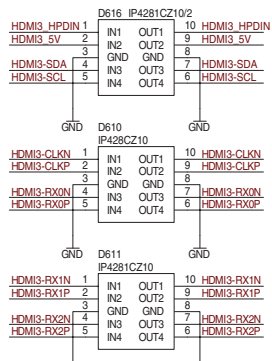 D616 IP4281CZ10/2
HDMI3_HPDIN 1 IN1 OUT1 10 HDMI3_HPDIN
HDMI3_5V 2 IN2 OUT2 9 HDMI3_5V
3 GND GND 8
HDMI3-SDA 4 IN3 OUT3 7 HDMI3-SDA
HDMI3-SCL 5 IN4 OUT4 6 HDMI3-SCL
GND GND
D610
IP428CZ10
HDMI3-CLKN 1 IN1 OUT1 10 HDMI3-CLKN
HDMI3-CLKP 2 IN2 OUT2 9 HDMI3-CLKP
3 GND GND 8
HDMI3-RX0N 4 IN3 OUT3 7 HDMI3-RX0N
HDMI3-RX0P 5 IN4 OUT4 6 HDMI3-RX0P
GND GND
D611
IP4281CZ10
HDMI3-RX1N 1 IN1 OUT1 10 HDMI3-RX1N
HDMI3-RX1P 2 IN2 OUT2 9 HDMI3-RX1P
3 GND GND 8
HDMI3-RX2N 4 IN3 OUT3 7 HDMI3-RX2N
HDMI3-RX2P 5 IN4 OUT4 6 HDMI3-RX2P